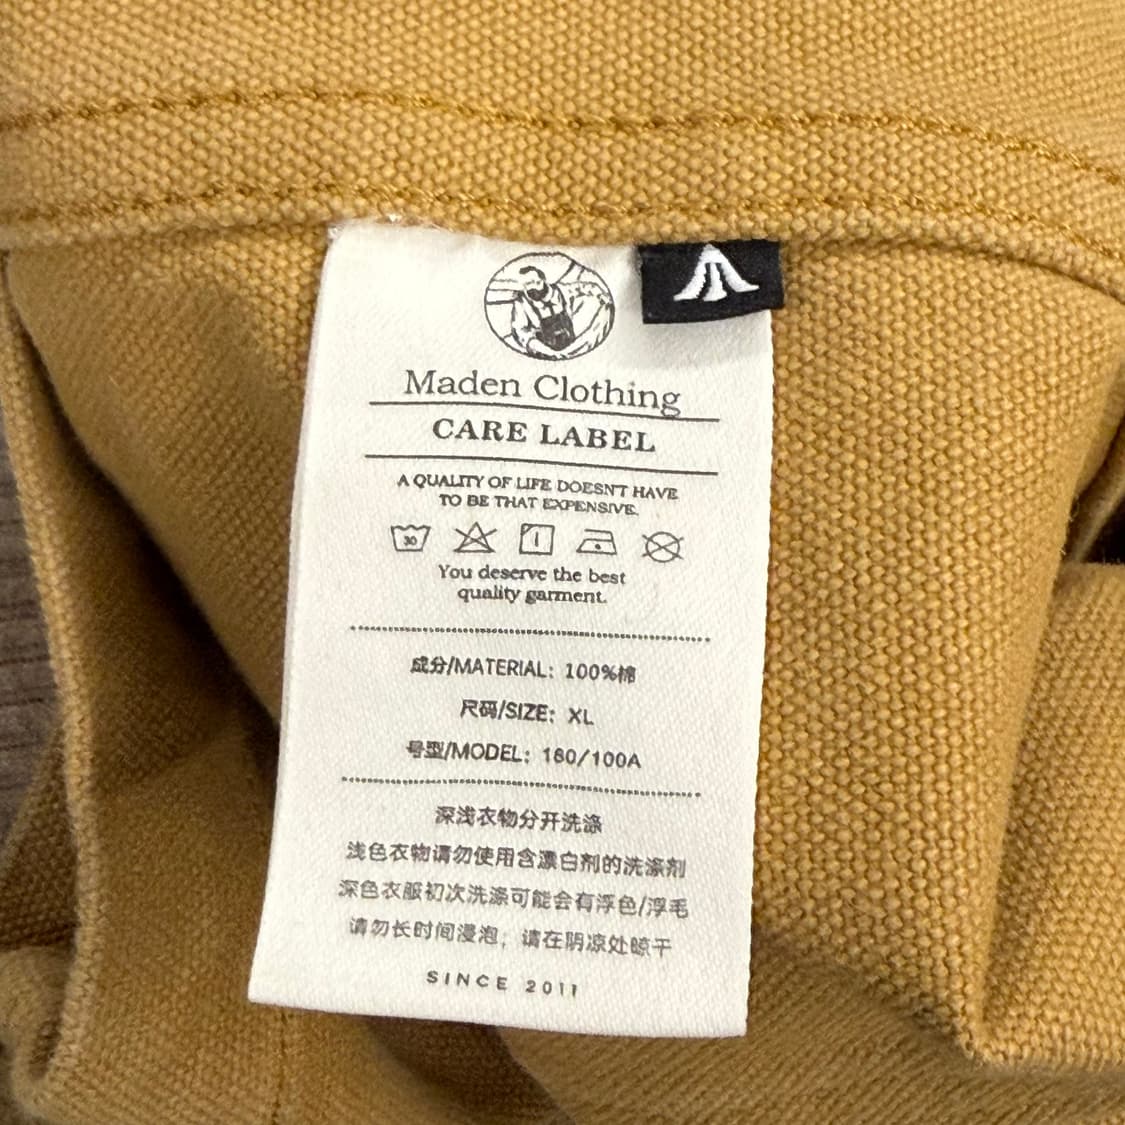 Maden Clothing
CARE LABEL
A QUALITY OF LIFE DOESN'T HAVE
TO BE THAT EXPENSIVE.
30
You deserve the best
quality garment.
成分/MATERIAL: 100%棉
尺码/SIZE: XL
号型/MODEL: 180/100A
深浅衣物分开洗涤
浅色衣物请勿使用含漂白剂的洗涤剂
深色衣服初次洗涤可能会有浮色/浮毛
请勿长时间浸泡；请在阴凉处晾干
SINCE 2011